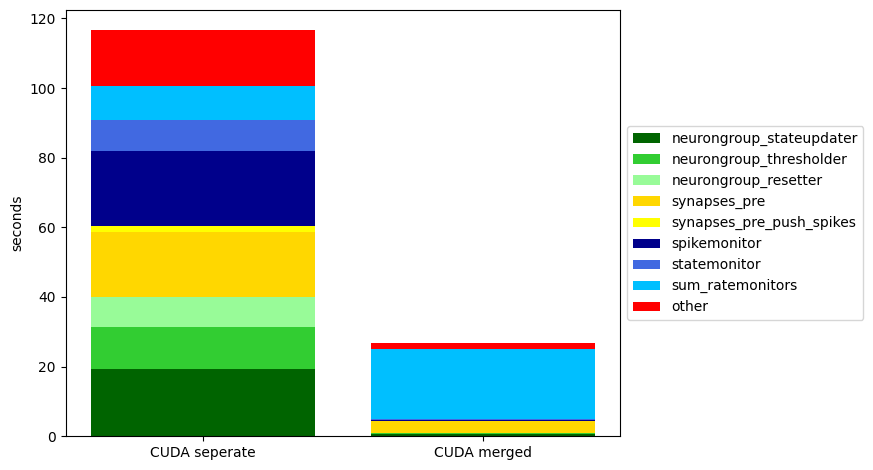 120
100
80
60
40
20
0
seconds
CUDA seperate
CUDA merged
neurongroup_stateupdater
neurongroup_thresholder
neurongroup_resetter
synapses_pre
synapses_pre_push_spikes
spikemonitor
statemonitor
sum_ratemonitors
other